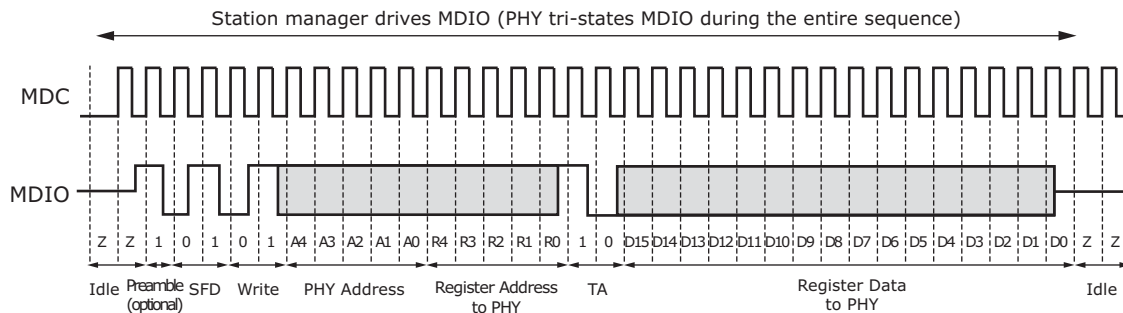 Station manager drives MDIO (PHY tri-states MDIO during the entire sequence)
MDC
MDIO
Z Z 1 0 1 0 1 A4 A3 A2 A1 A0 R4 R3 R2 R1 R0 1 0 D15 D14 D13 D12 D11 D10 D9 D8 D7 D6 D5 D4 D3 D2 D1 D0 Z Z
Idle Preamble SFD Write PHY Address Register Address TA Register Data Idle
(optional) to PHY to PHY